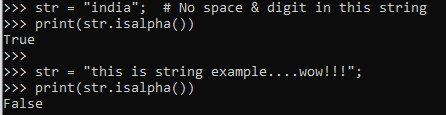 >>> str = "india";  # No space & digit in this string
>>> print(str.isalpha())
True
>>>
>>> str = "this is string example....wow!!!";
>>> print(str.isalpha())
False